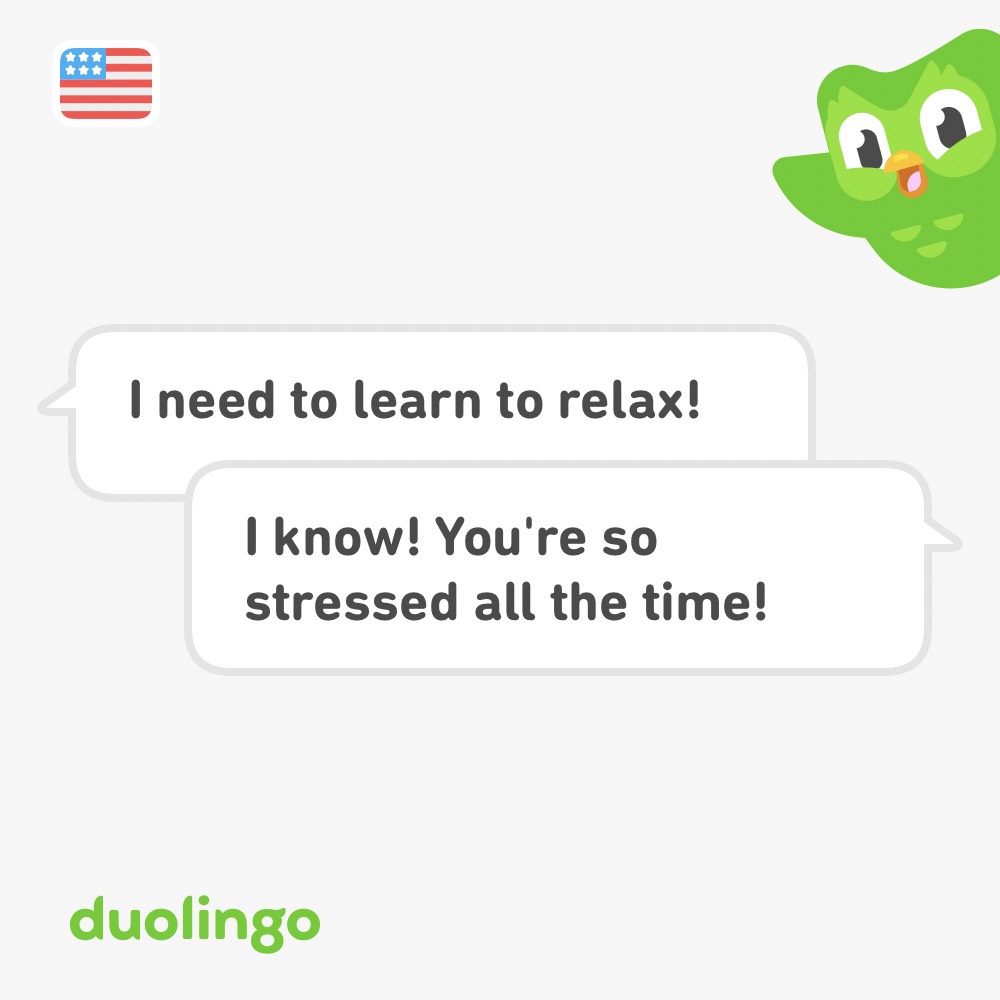 I need to learn to relax!
I know! You're so
stressed all the time!
duolingo